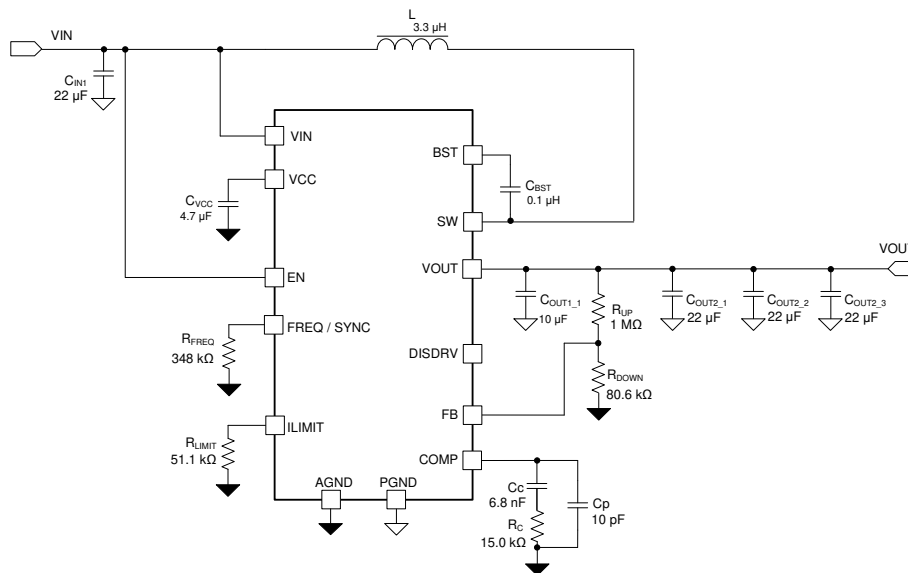 L
3.3 µH
VIN
CIN1
22 µF
VIN
BST
VCC
CBST
0.1 µH
CVCC
4.7 µF
SW
VOUT
VOU
EN
COUT1_1
10 µF
RUP
1 MΩ
COUT2_1
22 µF
COUT2_2
22 µF
COUT2_3
22 µF
FREQ / SYNC
RFREQ
348 kΩ
DISDRV
RDOWN
80.6 kΩ
FB
ILIMIT
RLIMIT
51.1 kΩ
COMP
AGND
PGND
Cc
6.8 nF
Cp
10 pF
RC
15.0 kΩ